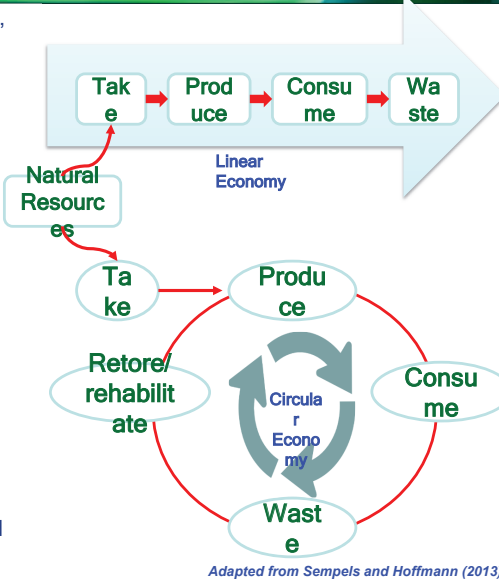 ,
Tak
e
Prod
uce
Consu
me
Wa
ste
Linear
Economy
Natural
Resourc
es
Ta
ke
Produ
ce
Retore/
rehabilit
ate
Consu
me
Circula
r
Econo
my
Wast
e
Adapted from Sempels and Hoffmann (2013)